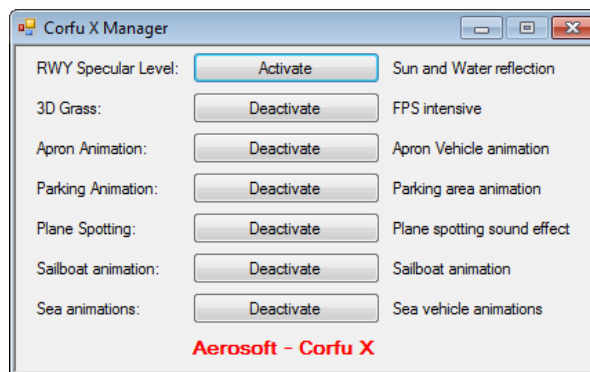 Corfu X Manager
RWY Specular Level: Activate Sun and Water reflection
3D Grass: Deactivate FPS intensive
Apron Animation: Deactivate Apron Vehicle animation
Parking Animation: Deactivate Parking area animation
Plane Spotting: Deactivate Plane spotting sound effect
Sailboat animation: Deactivate Sailboat animation
Sea animations: Deactivate Sea vehicle animations
Aerosoft - Corfu X